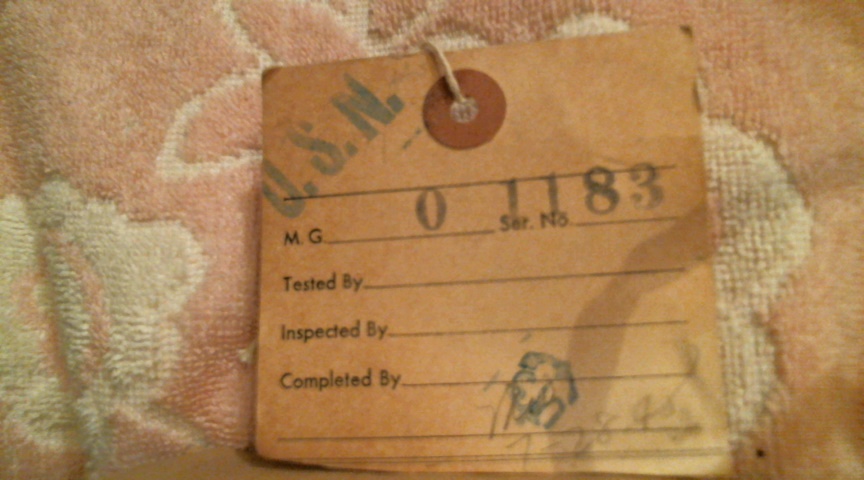 U.S.N.
0 1183
M. G. Ser. No.
Tested By
Inspected By
Completed By